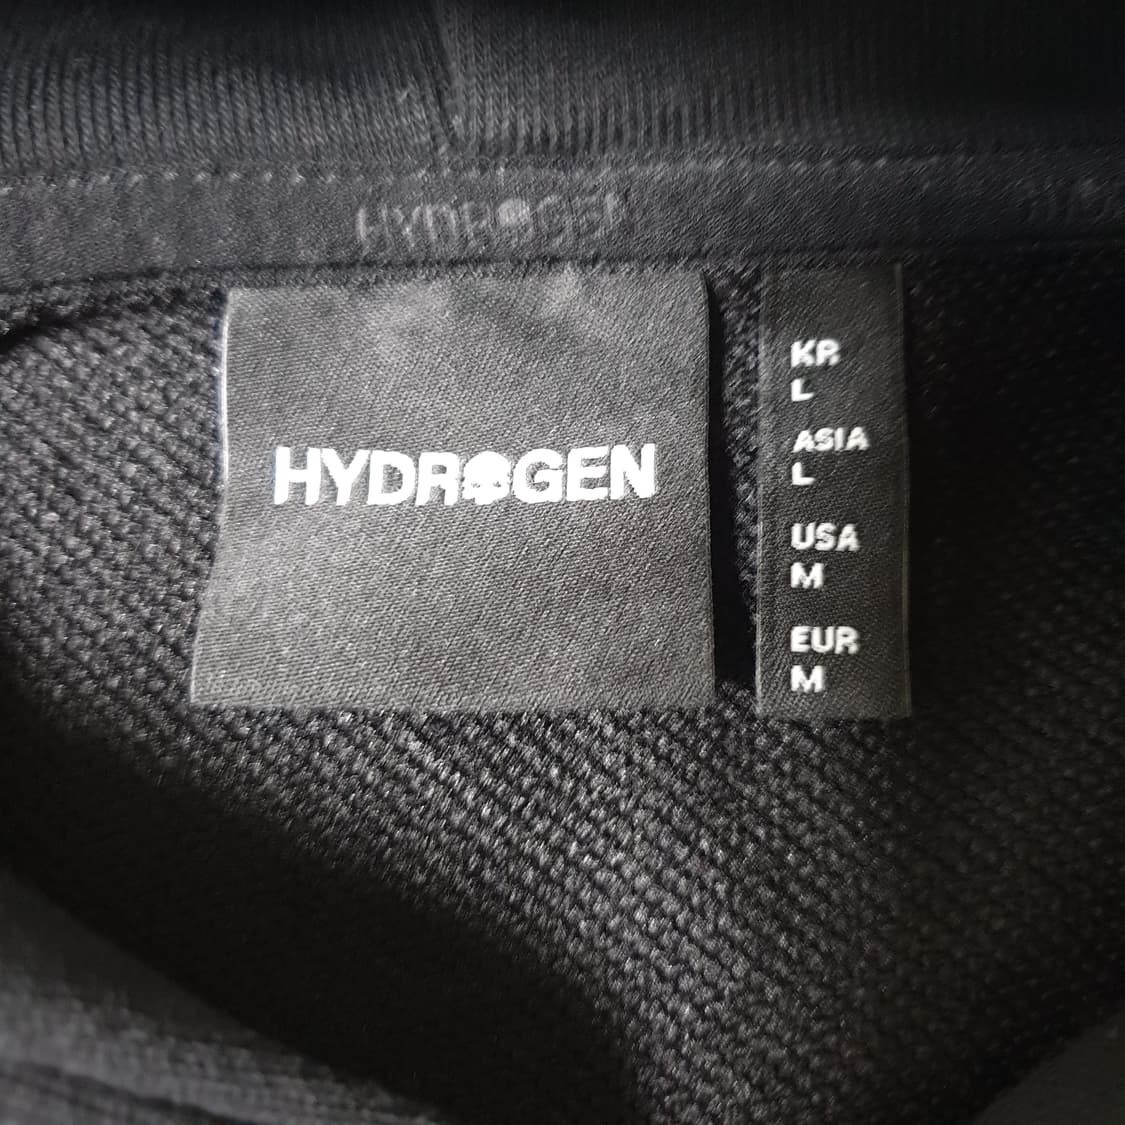 HYDROGEN
HYDROGEN
KR
L
ASIA
L
USA
M
EUR
M